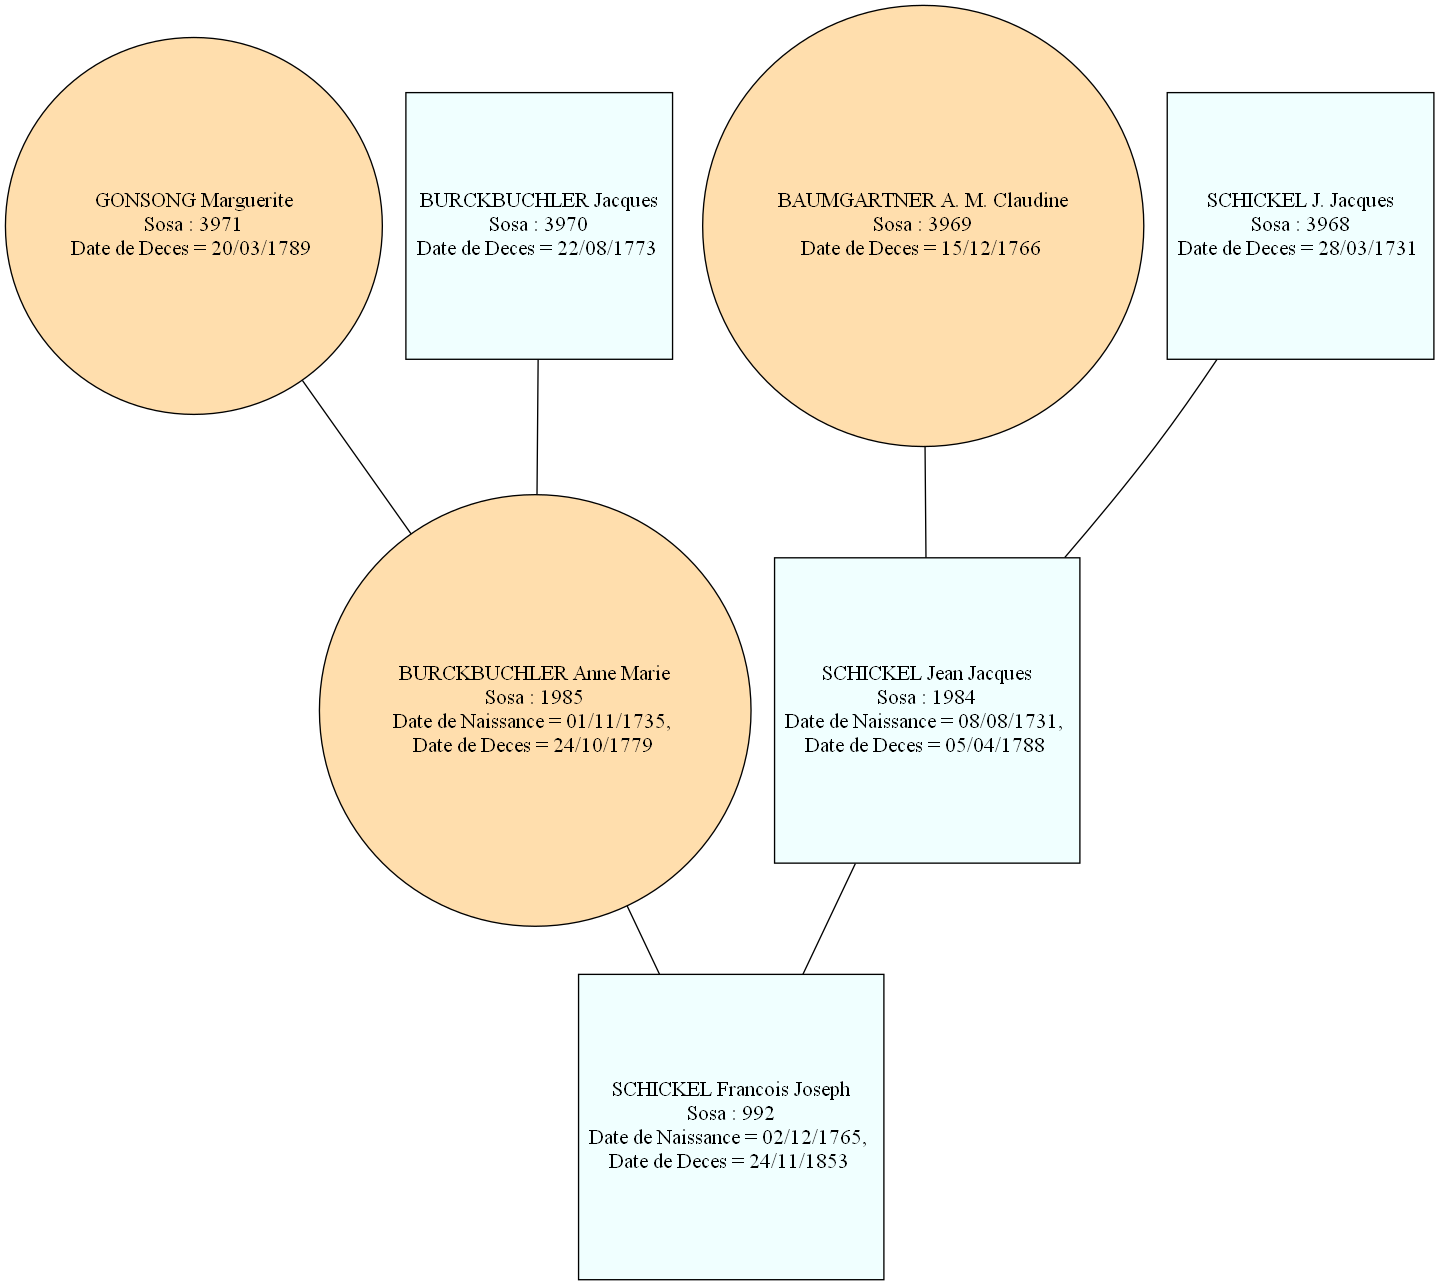 GONSONG Marguerite
Sosa : 3971
Date de Deces = 20/03/1789
BURCKBUCHLER Jacques
Sosa : 3970
Date de Deces = 22/08/1773
BAUMGARTNER A. M. Claudine
Sosa : 3969
Date de Deces = 15/12/1766
SCHICKEL J. Jacques
Sosa : 3968
Date de Deces = 28/03/1731
BURCKBUCHLER Anne Marie
Sosa : 1985
Date de Naissance = 01/11/1735,
Date de Deces = 24/10/1779
SCHICKEL Jean Jacques
Sosa : 1984
Date de Naissance = 08/08/1731,
Date de Deces = 05/04/1788
SCHICKEL Francois Joseph
Sosa : 992
Date de Naissance = 02/12/1765,
Date de Deces = 24/11/1853